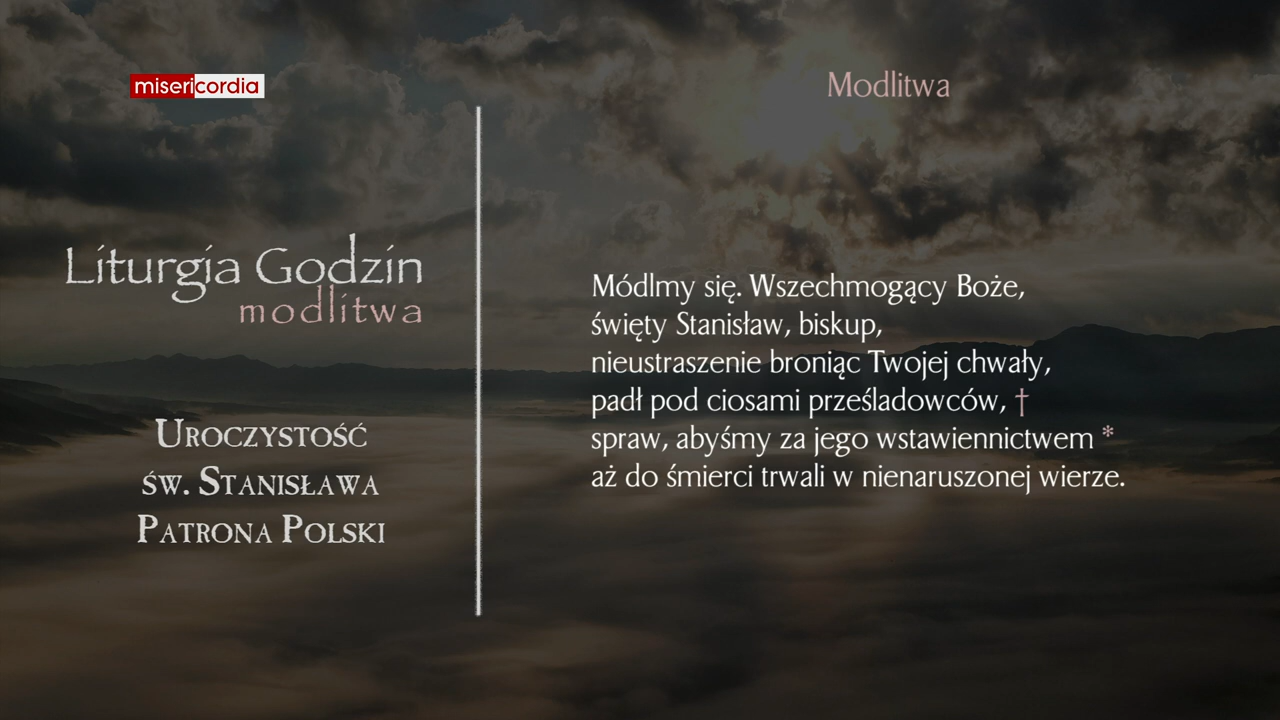 misericordia
Liturgia Godzin
modlitwa
Uroczystość
św. Stanisława
Patrona Polski
Modlitwa
Módlmy się. Wszechmogący Boże,
święty Stanisław, biskup,
nieustraszenie broniąc Twojej chwały,
padł pod ciosami prześladowców, †
spraw, abyśmy za jego wstawiennictwem *
aż do śmierci trwali w nienaruszonej wierze.